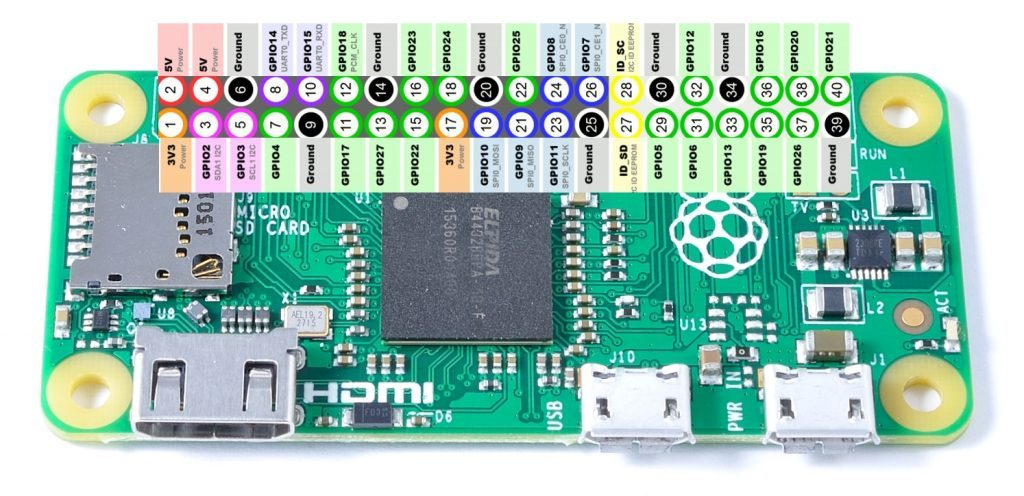 5V Power
5V Power
Ground
GPIO14 UART0_TXD
GPIO15 UART0_RXD
GPIO18 PCM_CLK
Ground
GPIO23
GPIO24
Ground
GPIO25
GPIO8 SPI0_CE0_N
GPIO7 SPI0_CE1_N
ID_SC I2C ID EEPROM
Ground
GPIO12
Ground
GPIO16
GPIO20
GPIO21
2 4 6 8 10 12 14 16 18 20 22 24 26 28 30 32 34 36 38 40
1 3 5 7 9 11 13 15 17 19 21 23 25 27 29 31 33 35 37 39
3V3 Power
GPIO2 SDA1 I2C
GPIO3 SCL1 I2C
GPIO4
Ground
GPIO17
GPIO27
GPIO22
3V3 Power
GPIO10 SPI0_MOSI
GPIO9 SPI0_MISO
GPIO11 SPI0_SCLK
Ground
ID_SD I2C ID EEPROM
GPIO5
GPIO6
GPIO13
GPIO19
GPIO26
Ground
RUN
TV
L1
U3
MICRO
SD CARD
ELPIDA
F
U8
X1
AEL19.2
2715
L2
ACT
U13
J10
J1
HDMI
D6
USB
PWR IN